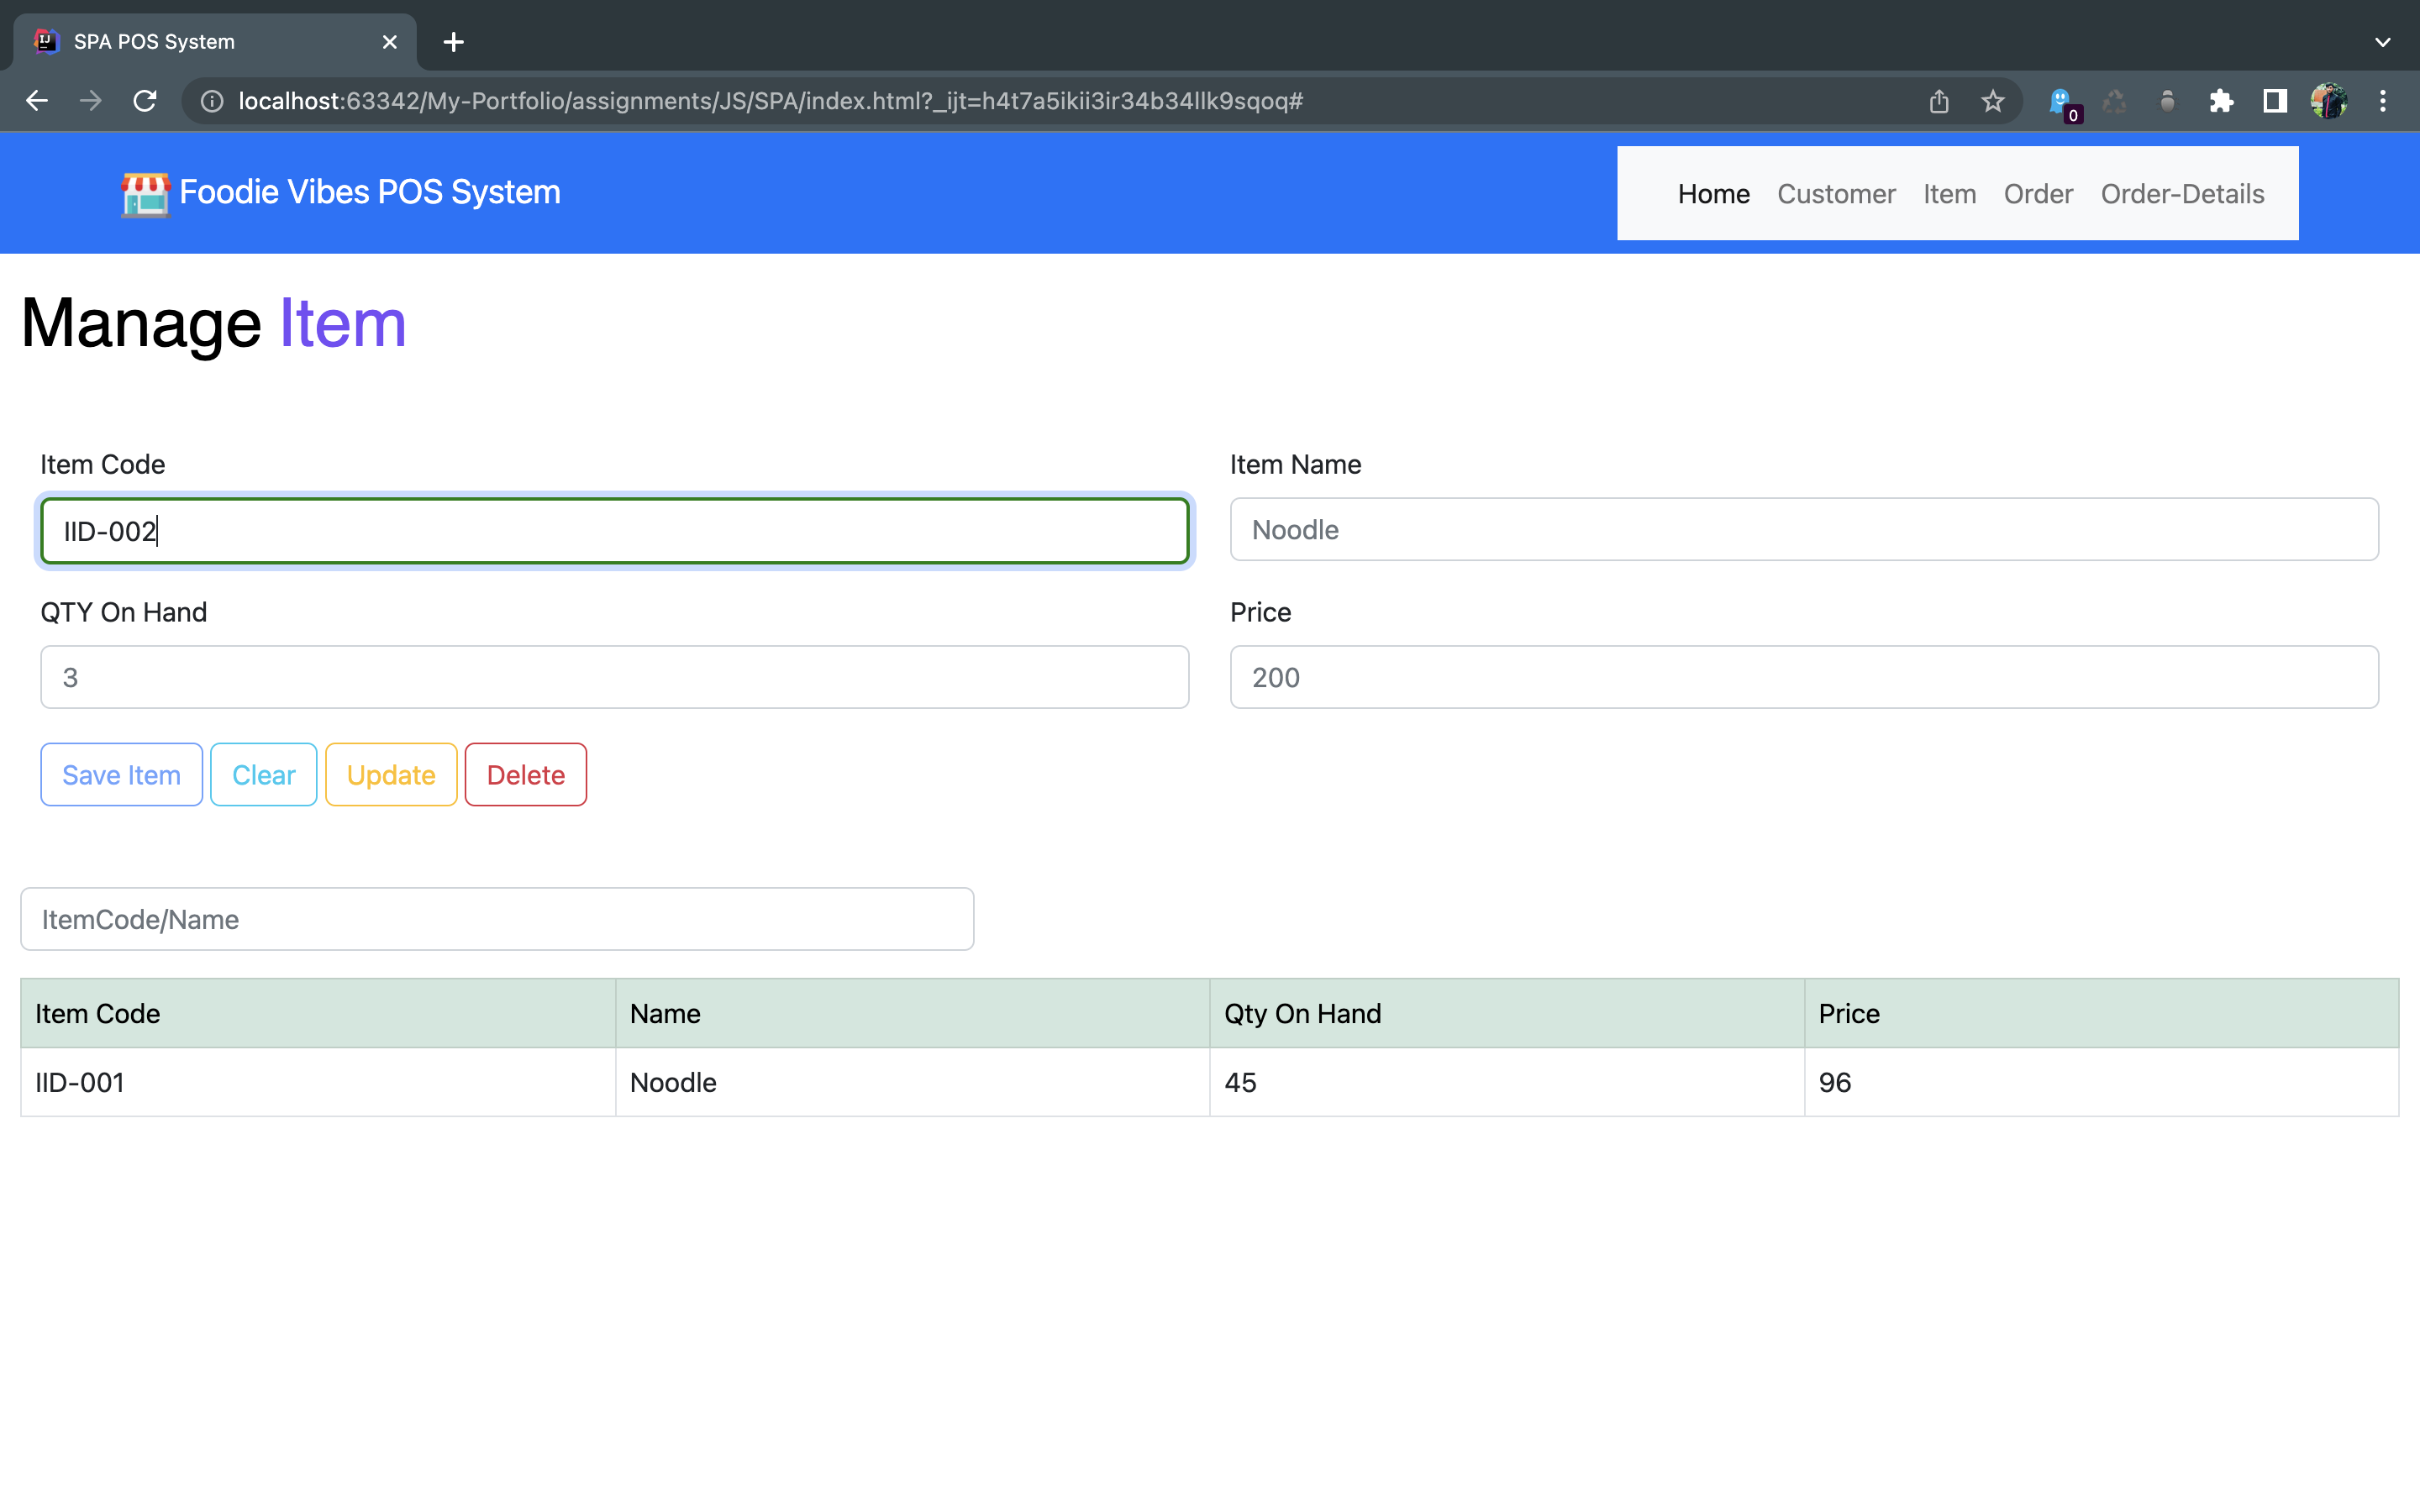 SPA POS System
localhost:63342/My-Portfolio/assignments/JS/SPA/index.html?_ijt=h4t7a5ikii3ir34b34llk9sqoq#
0
Foodie Vibes POS System
Home Customer Item Order Order-Details
Manage Item
Item Code Item Name
IID-002 Noodle
QTY On Hand Price
3 200
Save Item Clear Update Delete
ItemCode/Name
Item Code Name Qty On Hand Price
IID-001 Noodle 45 96